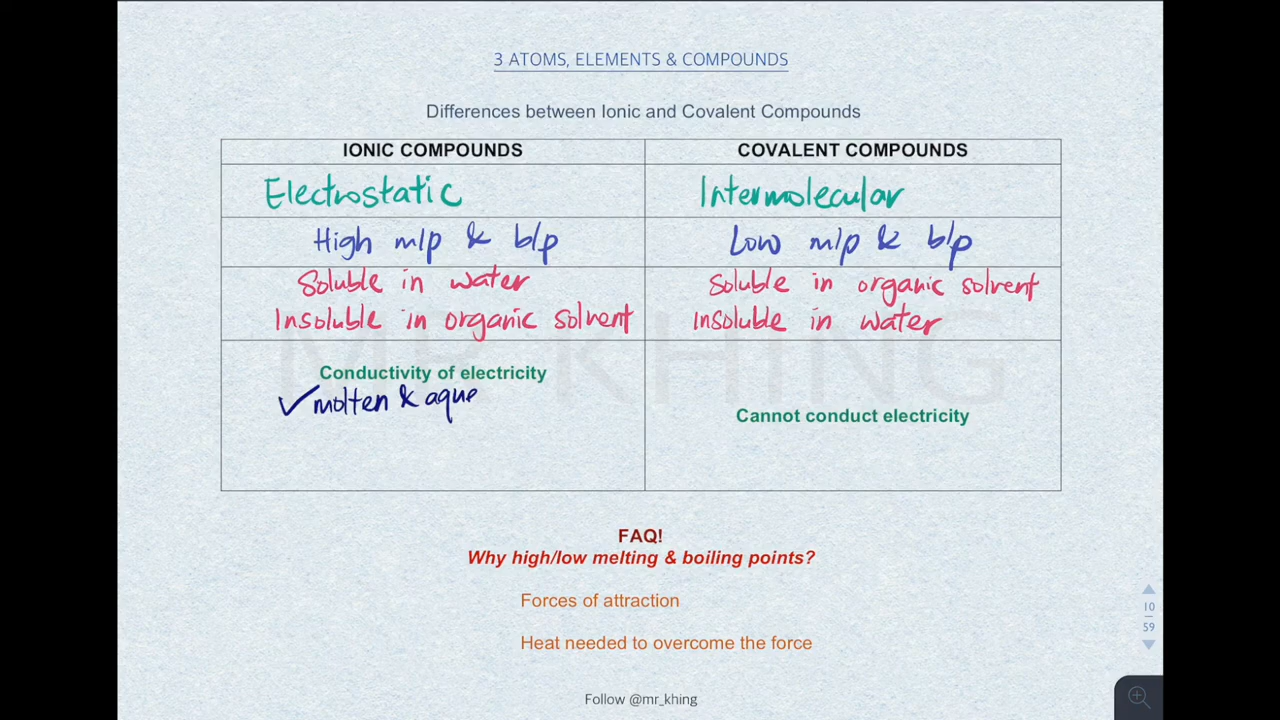 3 ATOMS, ELEMENTS & COMPOUNDS
Differences between Ionic and Covalent Compounds
IONIC COMPOUNDS
COVALENT COMPOUNDS
Electrostatic
Intermolecular
High m/p & b/p
Low m/p & b/p
Soluble in water
Insoluble in organic solvent
Soluble in organic solvent
Insoluble in water
Conductivity of electricity
✓molten & aque
Cannot conduct electricity
MR KHING
FAQ!
Why high/low melting & boiling points?
Forces of attraction
Heat needed to overcome the force
10
59
Follow @mr_khing